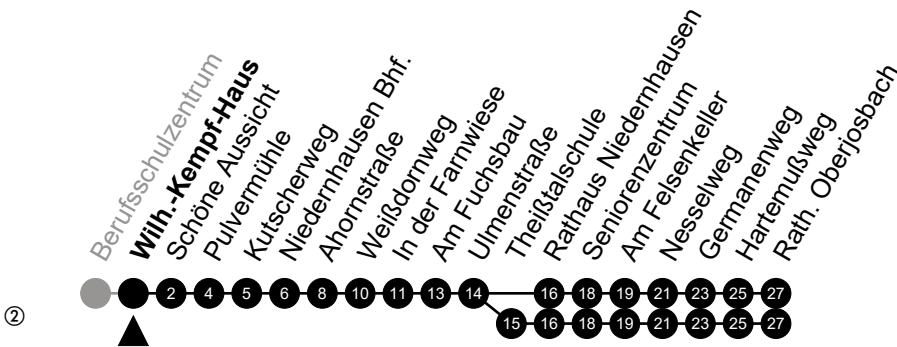 Berufsschulzentrum
Wilh.-Kempf-Haus
Schöne Aussicht
Pulvermühle
Kutscherweg
Niedernhausen Bhf.
Ahornstraße
Weißdornweg
In der Farnwiese
Am Fuchsbau
Ulmenstraße
Theißtalschule
Rathaus Niedernhausen
Seniorenzentrum
Am Felsenkeller
Nesselweg
Germanenweg
Hartemußweg
Rath. Oberjosbach
2 4 5 6 8 10 11 13 14 16 18 19 21 23 25 27
② 15 16 18 19 21 23 25 27